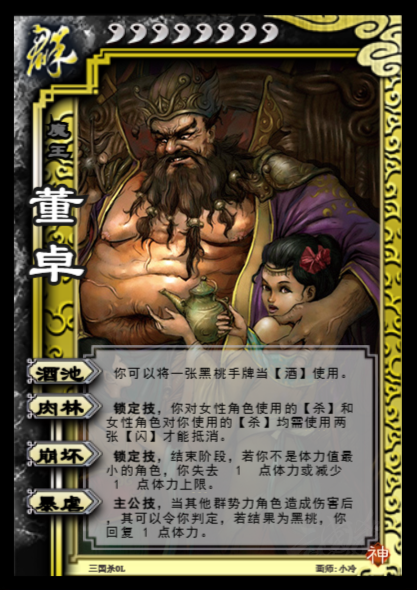 群
魔王
董卓
酒池
你可以将一张黑桃手牌当【酒】使用。
肉林
锁定技，你对女性角色使用的【杀】和
女性角色对你使用的【杀】均需使用两
张【闪】才能抵消。
崩坏
锁定技，结束阶段，若你不是体力值最
小的角色，你失去 1 点体力或减少
1 点体力上限。
暴虐
主公技，当其他群势力角色造成伤害后
，其可以令你判定，若结果为黑桃，你
回复 1 点体力。
三国杀OL
画师:小冷
神